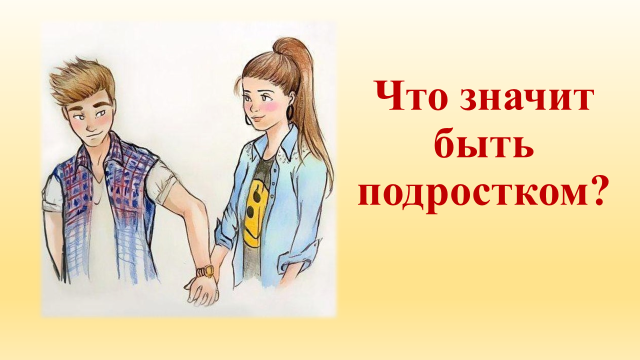 Что значит
быть
подростком?